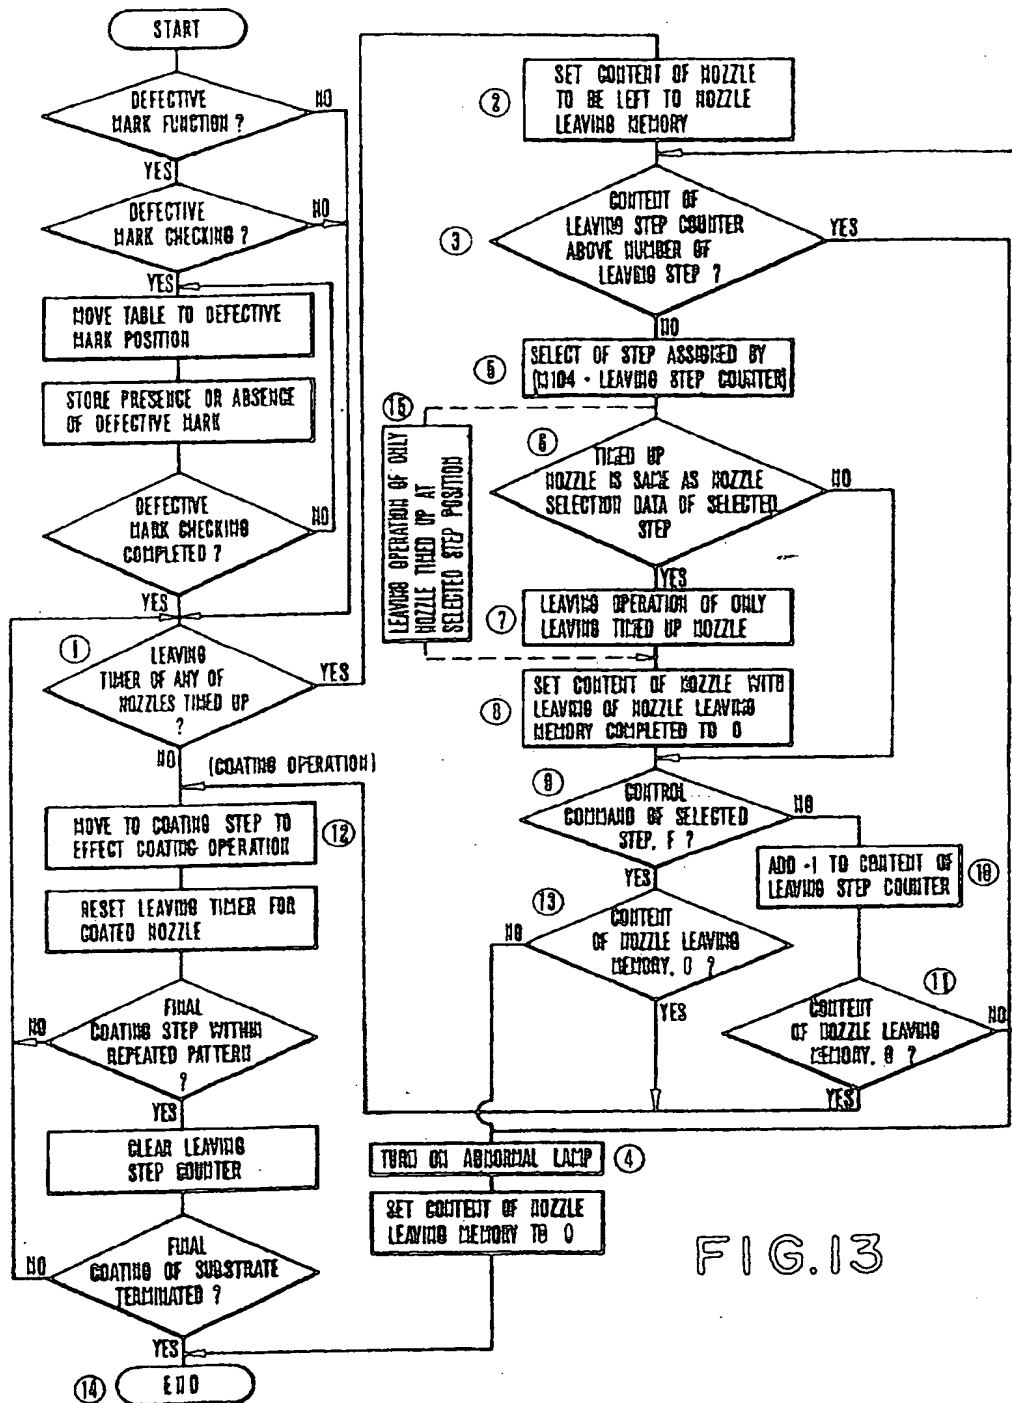 START
DEFECTIVE
MARK FUNCTION ?
NO
YES
DEFECTIVE
MARK CHECKING ?
NO
YES
MOVE TABLE TO DEFECTIVE
MARK POSITION
STORE PRESENCE OR ABSENCE
OF DEFECTIVE MARK
DEFECTIVE
MARK CHECKING
COMPLETED ?
NO
YES
1
LEAVING
TIMER OF ANY OF
NOZZLES TIMED UP
?
YES
NO
(COATING OPERATION)
MOVE TO COATING STEP TO
EFFECT COATING OPERATION
12
RESET LEAVING TIMER FOR
COATED NOZZLE
FINAL
COATING STEP WITHIN
REPEATED PATTERN
?
NO
YES
CLEAR LEAVING
STEP COUNTER
FINAL
COATING OF SUBSTRATE
TERMINATED ?
NO
YES
14
END
2
SET CONTENT OF NOZZLE
TO BE LEFT TO NOZZLE
LEAVING MEMORY
3
CONTENT OF
LEAVING STEP COUNTER
ABOVE NUMBER OF
LEAVING STEP ?
YES
NO
5
SELECT OF STEP ASSIGNED BY
(M104 - LEAVING STEP COUNTER)
15
LEAVING OPERATION OF ONLY
NOZZLE TIMED UP AT
SELECTED STEP POSITION
6
TIMED UP
NOZZLE IS SAME AS NOZZLE
SELECTION DATA OF SELECTED
STEP
NO
YES
7
LEAVING OPERATION OF ONLY
LEAVING TIMED UP NOZZLE
8
SET CONTENT OF NOZZLE WITH
LEAVING OF NOZZLE LEAVING
MEMORY COMPLETED TO 0
9
CONTROL
COMMAND OF SELECTED
STEP, F ?
NO
YES
ADD -1 TO CONTENT OF
LEAVING STEP COUNTER
10
13
CONTENT
OF NOZZLE LEAVING
MEMORY, 0 ?
NO
YES
11
CONTENT
OF NOZZLE LEAVING
MEMORY, 0 ?
NO
YES
TURN ON ABNORMAL LAMP
4
SET CONTENT OF NOZZLE
LEAVING MEMORY TO 0
FIG.13